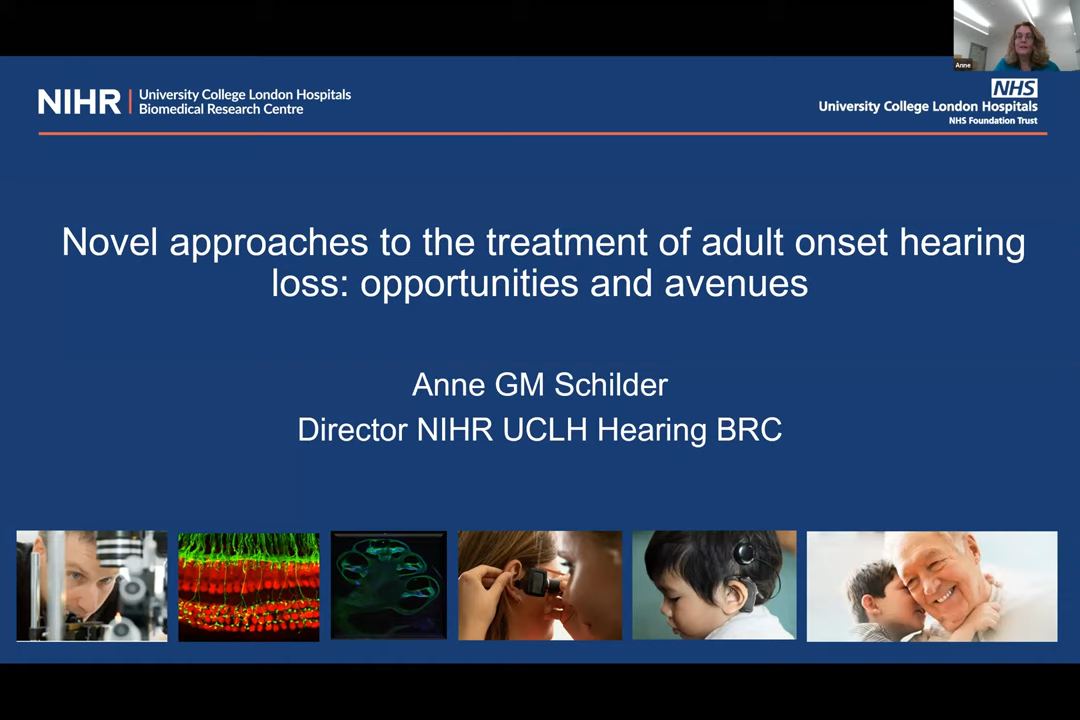 Anne
NIHR | University College London Hospitals
Biomedical Research Centre
NHS
University College London Hospitals
NHS Foundation Trust
Novel approaches to the treatment of adult onset hearing
loss: opportunities and avenues
Anne GM Schilder
Director NIHR UCLH Hearing BRC